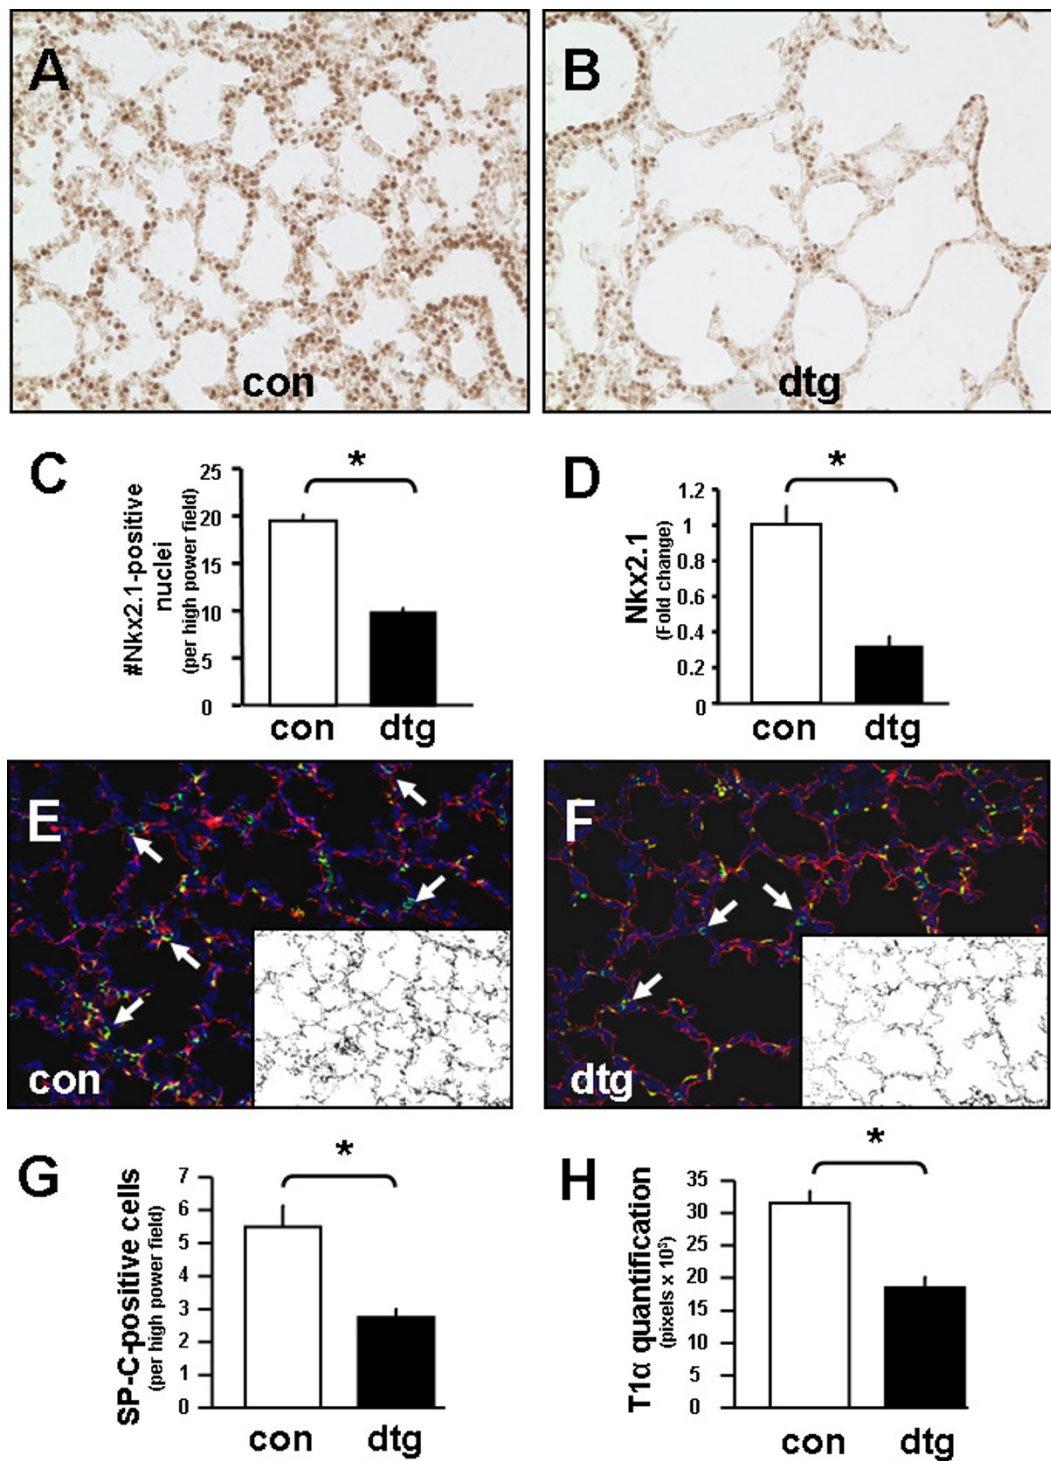 A
con
B
dtg
C
#Nkx2.1-positive
nuclei
(per high power field)
25
20
15
10
5
0
*
con
dtg
D
Nkx2.1
(Fold change)
1.2
1
0.8
0.6
0.4
0.2
0
*
con
dtg
E
con
F
dtg
G
SP-C-positive cells
(per high power field)
7
6
5
4
3
2
1
0
*
con
dtg
H
T1α quantification
(pixels x 10³)
35
30
25
20
15
10
5
0
*
con
dtg